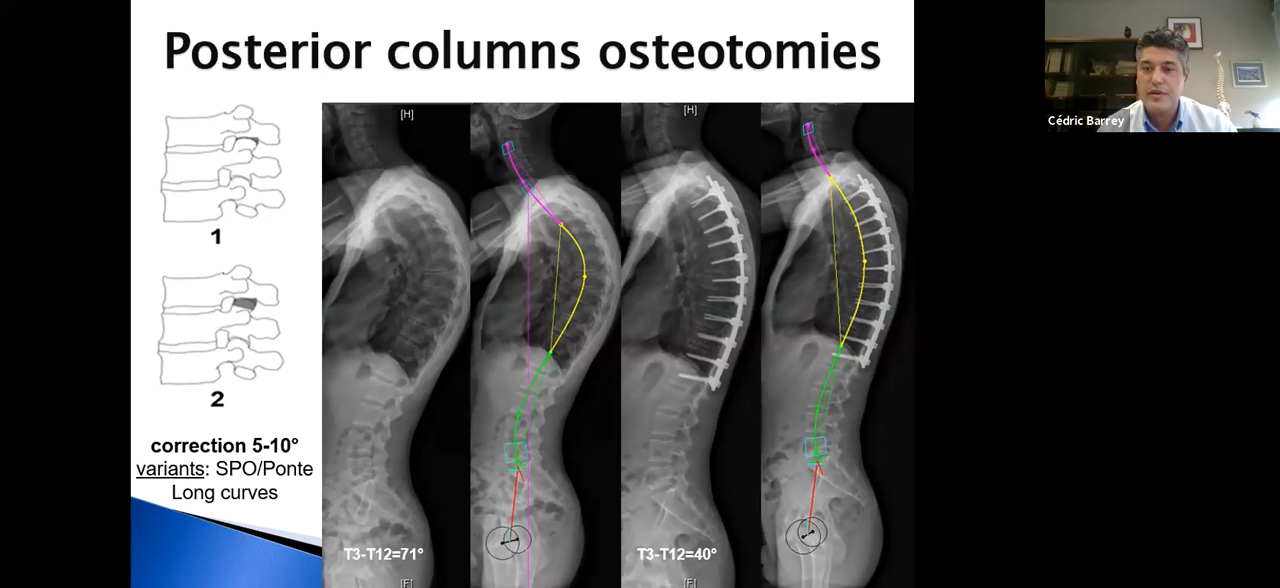 Posterior columns osteotomies
1
2
correction 5-10°
variants: SPO/Ponte
Long curves
[H]
[H]
T3-T12=71°
T3-T12=40°
[F]
[F]
Cédric Barrey